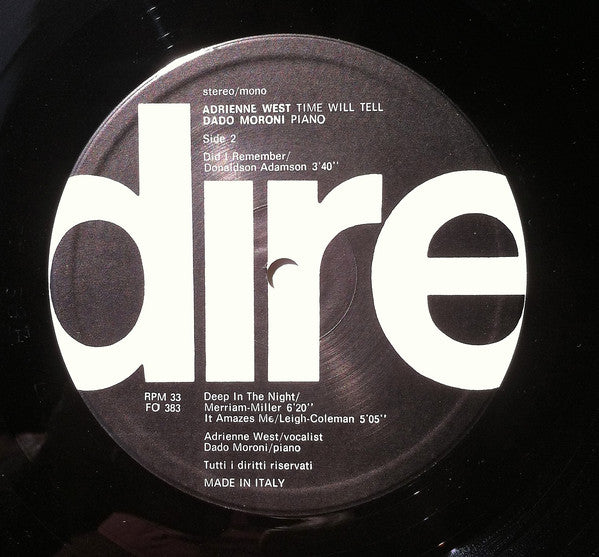 stereo/mono
ADRIENNE WEST TIME WILL TELL
DADO MORONI PIANO
Side 2
Did I Remember/
Donaldson Adamson 3'40''
dire
RPM 33
FO 383
Deep In The Night/
Merriam-Miller 6'20''
It Amazes Me/Leigh-Coleman 5'05''
Adrienne West/vocalist
Dado Moroni/piano
Tutti i diritti riservati
MADE IN ITALY